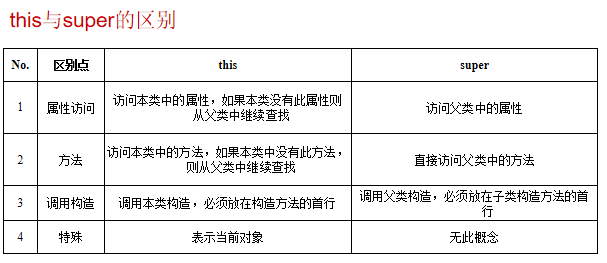 this与super的区别
No. 区别点 this super
1 属性访问 访问本类中的属性，如果本类没有此属性则 访问父类中的属性
从父类中继续查找
2 方法 访问本类中的方法，如果本类中没有此方法， 直接访问父类中的方法
则从父类中继续查找
3 调用构造 调用本类构造，必须放在构造方法的首行 调用父类构造，必须放在子类构造方法的首
行
4 特殊 表示当前对象 无此概念